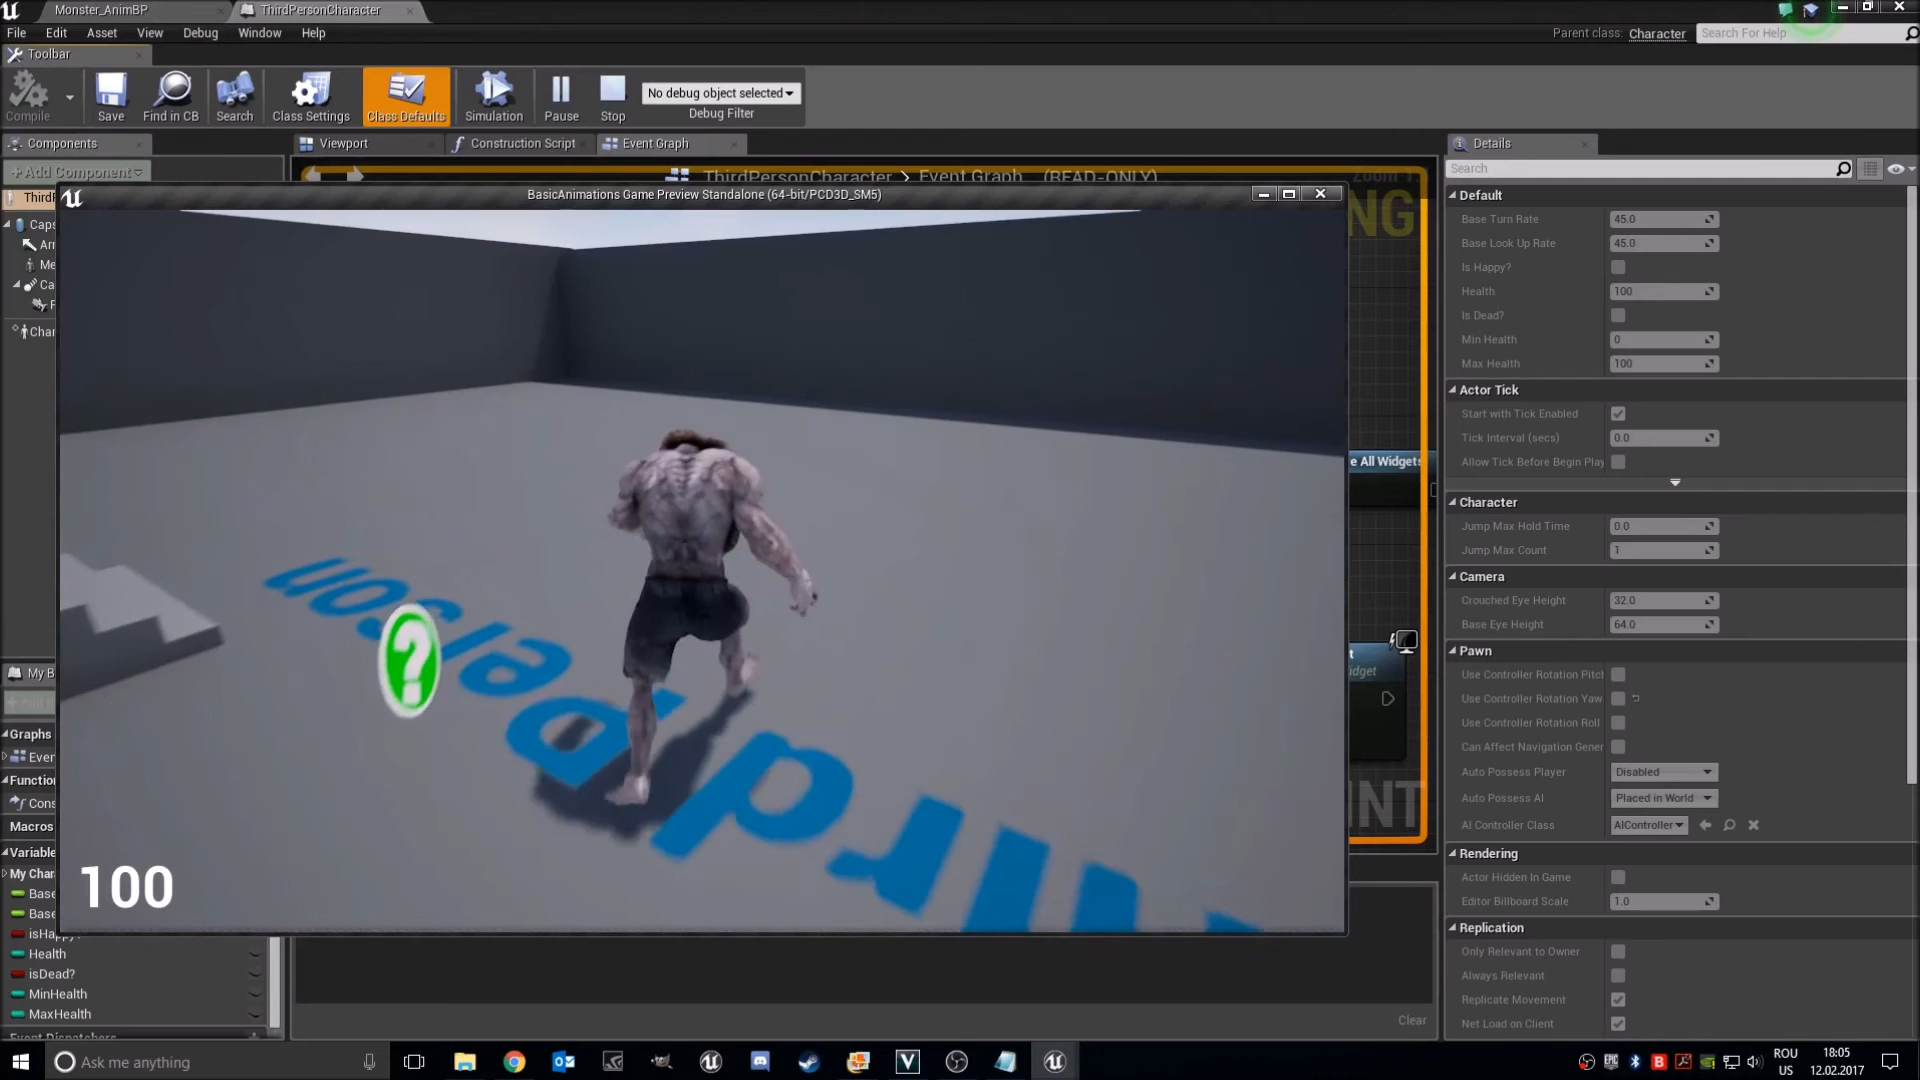 Monster_AnimBP
ThirdPersonCharacter
File Edit Asset View Debug Window Help
Parent class: Character
Search For Help
Toolbar
Compile
Save
Find in CB
Search
Class Settings
Class Defaults
Simulation
Pause
Stop
No debug object selected
Debug Filter
Components
+Add Component
Viewport
Construction Script
Event Graph
ThirdPersonCharacter > Event Graph (READ-ONLY)
BasicAnimations Game Preview Standalone (64-bit/PCD3D_SM5)
e All Widgets
100
Graphs
Macros
Health
isDead?
MinHealth
MaxHealth
Event Dispatchers
Clear
Details
Search
Default
Base Turn Rate 45.0
Base Look Up Rate 45.0
Is Happy?
Health 100
Is Dead?
Min Health 0
Max Health 100
Actor Tick
Start with Tick Enabled
Tick Interval (secs) 0.0
Allow Tick Before Begin Play
Character
Jump Max Hold Time 0.0
Jump Max Count 1
Camera
Crouched Eye Height 32.0
Base Eye Height 64.0
Pawn
Use Controller Rotation Pitch
Use Controller Rotation Yaw
Use Controller Rotation Roll
Can Affect Navigation Gener
Auto Possess Player Disabled
Auto Possess AI Placed in World
AI Controller Class AIController
Rendering
Actor Hidden In Game
Editor Billboard Scale 1.0
Replication
Only Relevant to Owner
Always Relevant
Replicate Movement
Net Load on Client
Ask me anything
ROU
US
18:05
12.02.2017